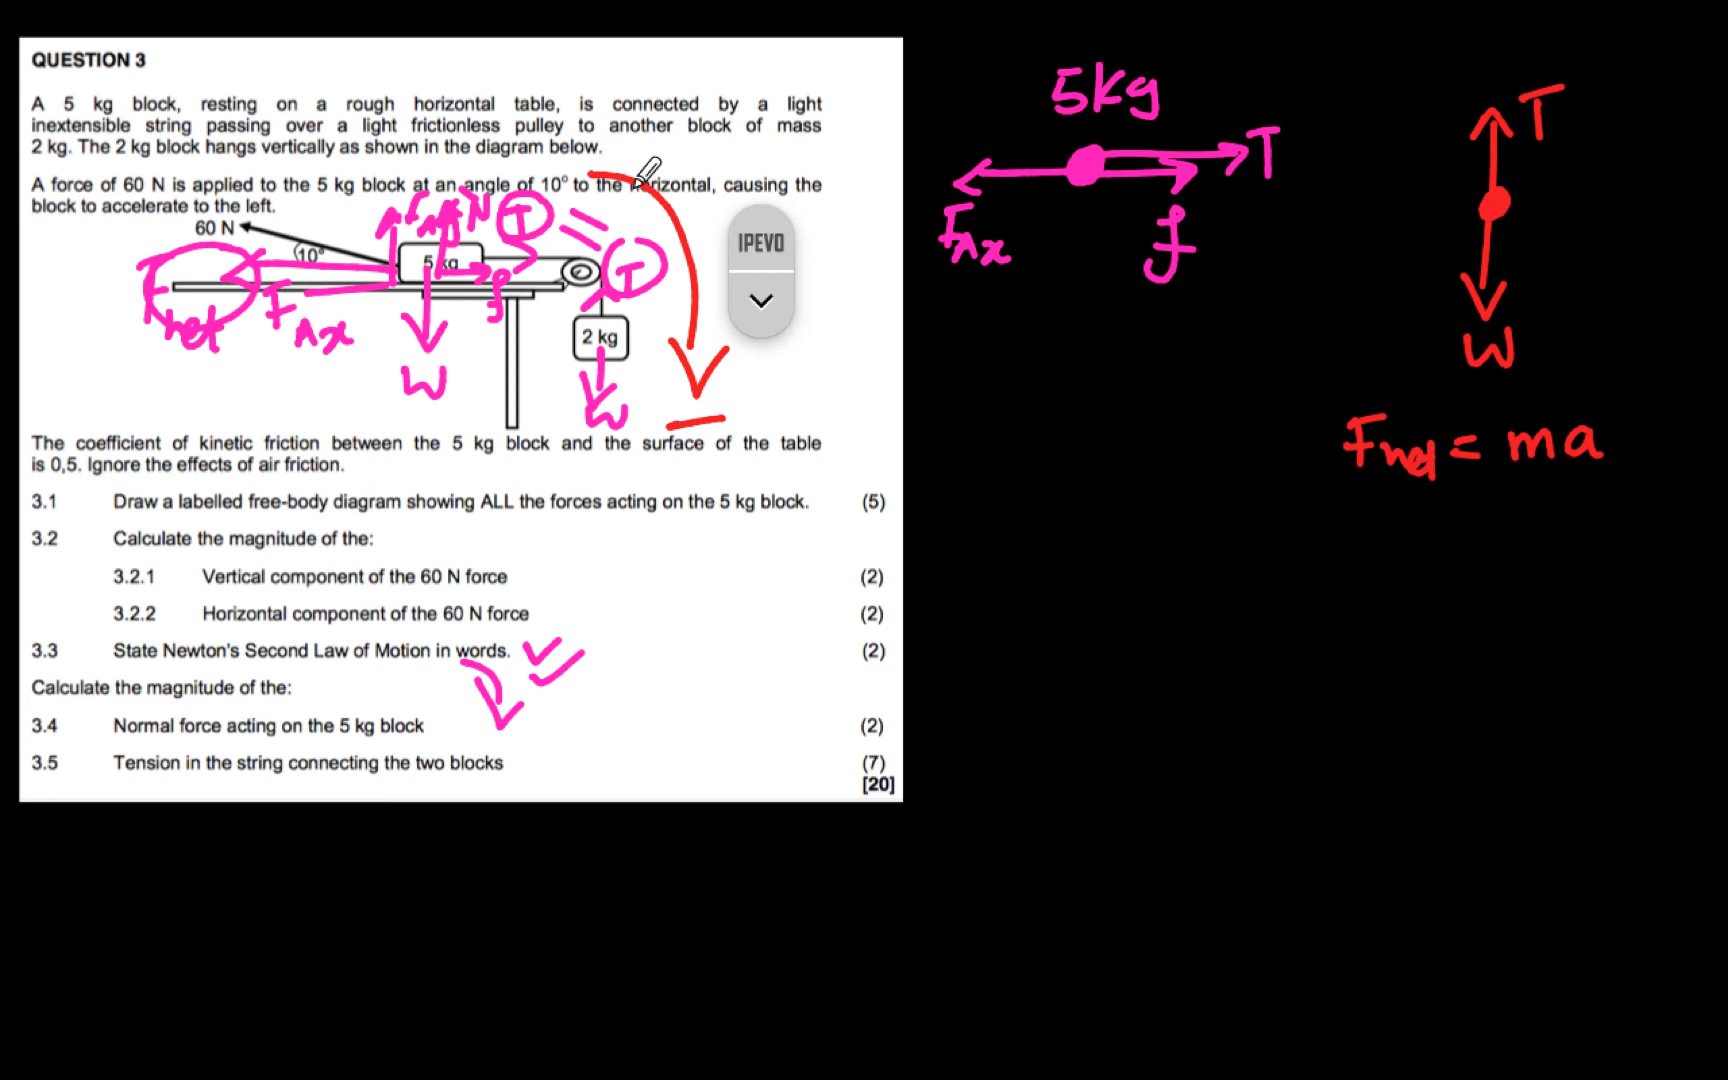 QUESTION 3
A 5 kg block, resting on a rough horizontal table, is connected by a light
inextensible string passing over a light frictionless pulley to another block of mass
2 kg. The 2 kg block hangs vertically as shown in the diagram below.
A force of 60 N is applied to the 5 kg block at an angle of 10° to the horizontal, causing the
block to accelerate to the left.
60 N
10°
5 kg
N
T
T
f
Fnet
FAx
W
2 kg
W
IPEVO
The coefficient of kinetic friction between the 5 kg block and the surface of the table
is 0,5. Ignore the effects of air friction.
3.1 Draw a labelled free-body diagram showing ALL the forces acting on the 5 kg block. (5)
3.2 Calculate the magnitude of the:
3.2.1 Vertical component of the 60 N force (2)
3.2.2 Horizontal component of the 60 N force (2)
3.3 State Newton's Second Law of Motion in words. (2)
Calculate the magnitude of the:
3.4 Normal force acting on the 5 kg block (2)
3.5 Tension in the string connecting the two blocks (7)
[20]
5kg
T
FAx
f
T
W
Fnet = ma